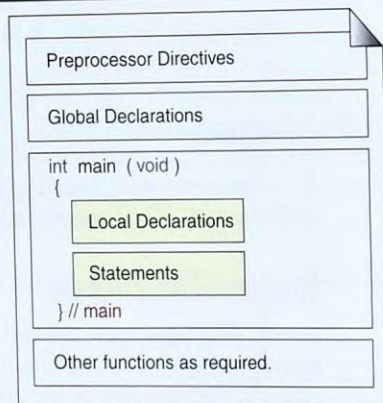 Preprocessor Directives
Global Declarations
int main ( void )
{
Local Declarations
Statements
} // main
Other functions as required.